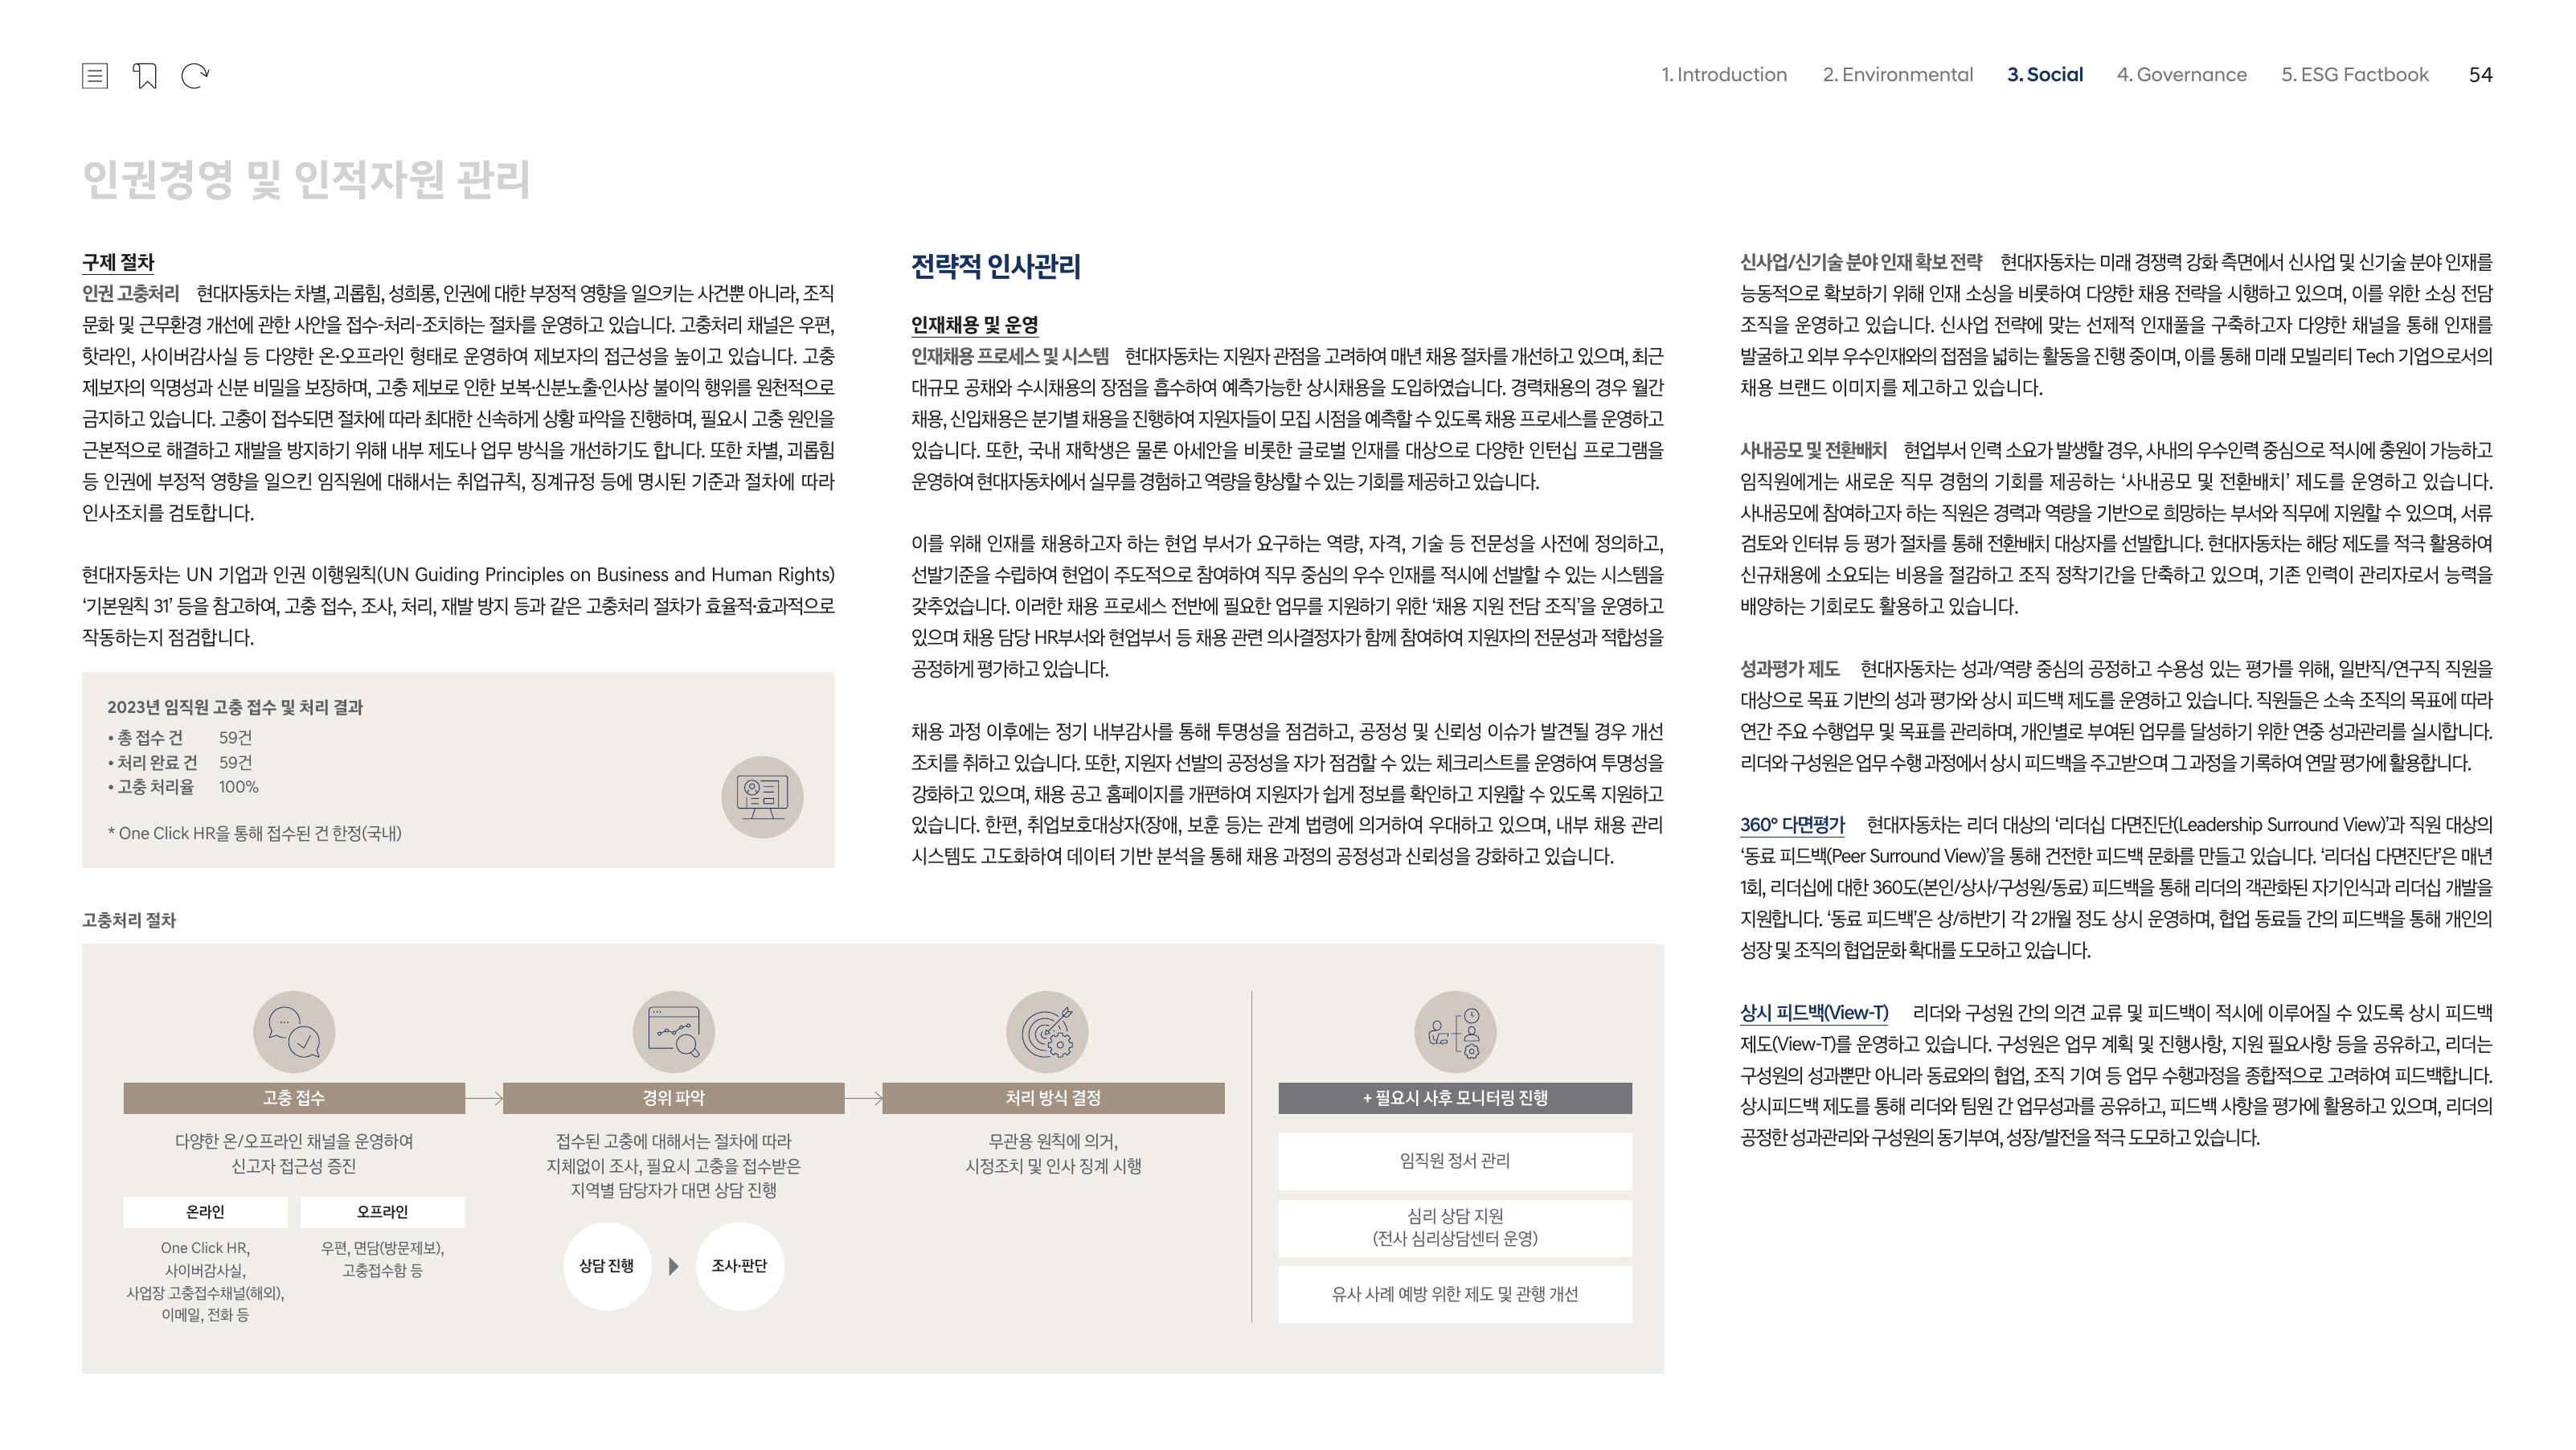 1. Introduction 2. Environmental 3. Social 4. Governance 5. ESG Factbook 54
인권경영 및 인적자원 관리
구제 절차
인권 고충처리 현대자동차는 차별, 괴롭힘, 성희롱, 인권에 대한 부정적 영향을 일으키는 사건뿐 아니라, 조직
문화 및 근무환경 개선에 관한 사안을 접수-처리-조치하는 절차를 운영하고 있습니다. 고충처리 채널은 우편,
핫라인, 사이버감사실 등 다양한 온·오프라인 형태로 운영하여 제보자의 접근성을 높이고 있습니다. 고충
제보자의 익명성과 신분 비밀을 보장하며, 고충 제보로 인한 보복·신분노출·인사상 불이익 행위를 원천적으로
금지하고 있습니다. 고충이 접수되면 절차에 따라 최대한 신속하게 상황 파악을 진행하며, 필요시 고충 원인을
근본적으로 해결하고 재발을 방지하기 위해 내부 제도나 업무 방식을 개선하기도 합니다. 또한 차별, 괴롭힘
등 인권에 부정적 영향을 일으킨 임직원에 대해서는 취업규칙, 징계규정 등에 명시된 기준과 절차에 따라
인사조치를 검토합니다.
현대자동차는 UN 기업과 인권 이행원칙(UN Guiding Principles on Business and Human Rights)
‘기본원칙 31’ 등을 참고하여, 고충 접수, 조사, 처리, 재발 방지 등과 같은 고충처리 절차가 효율적·효과적으로
작동하는지 점검합니다.
2023년 임직원 고충 접수 및 처리 결과
• 총 접수 건 59건
• 처리 완료 건 59건
• 고충 처리율 100%
* One Click HR을 통해 접수된 건 한정(국내)
전략적 인사관리
인재채용 및 운영
인재채용 프로세스 및 시스템 현대자동차는 지원자 관점을 고려하여 매년 채용 절차를 개선하고 있으며, 최근
대규모 공채와 수시채용의 장점을 흡수하여 예측가능한 상시채용을 도입하였습니다. 경력채용의 경우 월간
채용, 신입채용은 분기별 채용을 진행하여 지원자들이 모집 시점을 예측할 수 있도록 채용 프로세스를 운영하고
있습니다. 또한, 국내 재학생은 물론 아세안을 비롯한 글로벌 인재를 대상으로 다양한 인턴십 프로그램을
운영하여 현대자동차에서 실무를 경험하고 역량을 향상할 수 있는 기회를 제공하고 있습니다.
이를 위해 인재를 채용하고자 하는 현업 부서가 요구하는 역량, 자격, 기술 등 전문성을 사전에 정의하고,
선발기준을 수립하여 현업이 주도적으로 참여하여 직무 중심의 우수 인재를 적시에 선발할 수 있는 시스템을
갖추었습니다. 이러한 채용 프로세스 전반에 필요한 업무를 지원하기 위한 ‘채용 지원 전담 조직’을 운영하고
있으며 채용 담당 HR부서와 현업부서 등 채용 관련 의사결정자가 함께 참여하여 지원자의 전문성과 적합성을
공정하게 평가하고 있습니다.
채용 과정 이후에는 정기 내부감사를 통해 투명성을 점검하고, 공정성 및 신뢰성 이슈가 발견될 경우 개선
조치를 취하고 있습니다. 또한, 지원자 선발의 공정성을 자가 점검할 수 있는 체크리스트를 운영하여 투명성을
강화하고 있으며, 채용 공고 홈페이지를 개편하여 지원자가 쉽게 정보를 확인하고 지원할 수 있도록 지원하고
있습니다. 한편, 취업보호대상자(장애, 보훈 등)는 관계 법령에 의거하여 우대하고 있으며, 내부 채용 관리
시스템도 고도화하여 데이터 기반 분석을 통해 채용 과정의 공정성과 신뢰성을 강화하고 있습니다.
고충처리 절차
고충 접수
다양한 온/오프라인 채널을 운영하여
신고자 접근성 증진
온라인
One Click HR,
사이버감사실,
사업장 고충접수채널(해외),
이메일, 전화 등
오프라인
우편, 면담(방문제보),
고충접수함 등
경위 파악
접수된 고충에 대해서는 절차에 따라
지체없이 조사, 필요시 고충을 접수받은
지역별 담당자가 대면 상담 진행
상담 진행
조사·판단
처리 방식 결정
무관용 원칙에 의거,
시정조치 및 인사 징계 시행
+ 필요시 사후 모니터링 진행
임직원 정서 관리
심리 상담 지원
(전사 심리상담센터 운영)
유사 사례 예방 위한 제도 및 관행 개선
신사업/신기술 분야 인재 확보 전략 현대자동차는 미래 경쟁력 강화 측면에서 신사업 및 신기술 분야 인재를
능동적으로 확보하기 위해 인재 소싱을 비롯하여 다양한 채용 전략을 시행하고 있으며, 이를 위한 소싱 전담
조직을 운영하고 있습니다. 신사업 전략에 맞는 선제적 인재풀을 구축하고자 다양한 채널을 통해 인재를
발굴하고 외부 우수인재와의 접점을 넓히는 활동을 진행 중이며, 이를 통해 미래 모빌리티 Tech 기업으로서의
채용 브랜드 이미지를 제고하고 있습니다.
사내공모 및 전환배치 현업부서 인력 소요가 발생할 경우, 사내의 우수인력 중심으로 적시에 충원이 가능하고
임직원에게는 새로운 직무 경험의 기회를 제공하는 ‘사내공모 및 전환배치’ 제도를 운영하고 있습니다.
사내공모에 참여하고자 하는 직원은 경력과 역량을 기반으로 희망하는 부서와 직무에 지원할 수 있으며, 서류
검토와 인터뷰 등 평가 절차를 통해 전환배치 대상자를 선발합니다. 현대자동차는 해당 제도를 적극 활용하여
신규채용에 소요되는 비용을 절감하고 조직 정착기간을 단축하고 있으며, 기존 인력이 관리자로서 능력을
배양하는 기회로도 활용하고 있습니다.
성과평가 제도 현대자동차는 성과/역량 중심의 공정하고 수용성 있는 평가를 위해, 일반직/연구직 직원을
대상으로 목표 기반의 성과 평가와 상시 피드백 제도를 운영하고 있습니다. 직원들은 소속 조직의 목표에 따라
연간 주요 수행업무 및 목표를 관리하며, 개인별로 부여된 업무를 달성하기 위한 연중 성과관리를 실시합니다.
리더와 구성원은 업무 수행 과정에서 상시 피드백을 주고받으며 그 과정을 기록하여 연말 평가에 활용합니다.
360° 다면평가 현대자동차는 리더 대상의 ‘리더십 다면진단(Leadership Surround View)’과 직원 대상의
‘동료 피드백(Peer Surround View)’을 통해 건전한 피드백 문화를 만들고 있습니다. ‘리더십 다면진단’은 매년
1회, 리더십에 대한 360도(본인/상사/구성원/동료) 피드백을 통해 리더의 객관화된 자기인식과 리더십 개발을
지원합니다. ‘동료 피드백’은 상/하반기 각 2개월 정도 상시 운영하며, 협업 동료들 간의 피드백을 통해 개인의
성장 및 조직의 협업문화 확대를 도모하고 있습니다.
상시 피드백(View-T) 리더와 구성원 간의 의견 교류 및 피드백이 적시에 이루어질 수 있도록 상시 피드백
제도(View-T)를 운영하고 있습니다. 구성원은 업무 계획 및 진행사항, 지원 필요사항 등을 공유하고, 리더는
구성원의 성과뿐만 아니라 동료와의 협업, 조직 기여 등 업무 수행과정을 종합적으로 고려하여 피드백합니다.
상시피드백 제도를 통해 리더와 팀원 간 업무성과를 공유하고, 피드백 사항을 평가에 활용하고 있으며, 리더의
공정한 성과관리와 구성원의 동기부여, 성장/발전을 적극 도모하고 있습니다.